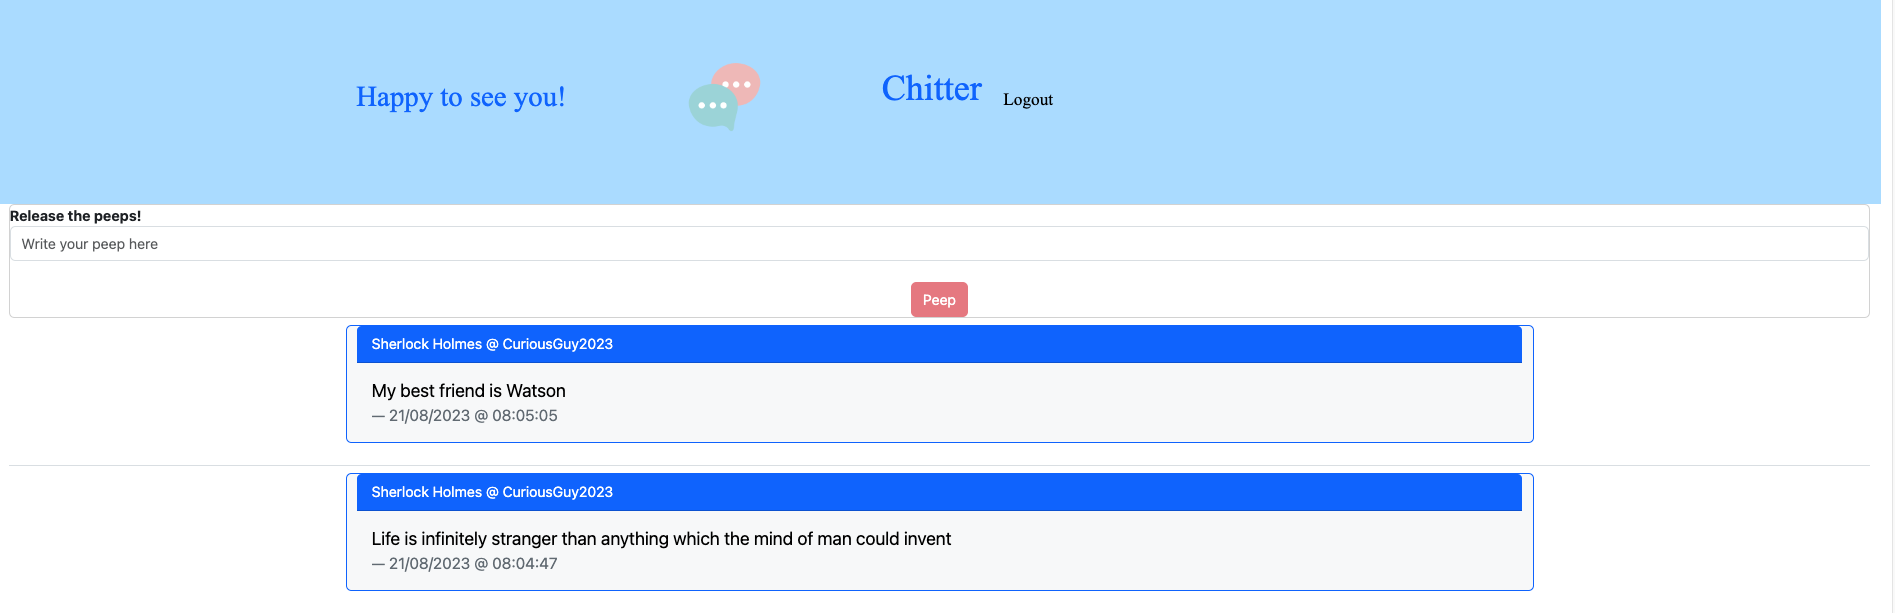 Happy to see you!
Chitter
Logout
Release the peeps!
Write your peep here
Peep
Sherlock Holmes @ CuriousGuy2023
My best friend is Watson
— 21/08/2023 @ 08:05:05
Sherlock Holmes @ CuriousGuy2023
Life is infinitely stranger than anything which the mind of man could invent
— 21/08/2023 @ 08:04:47